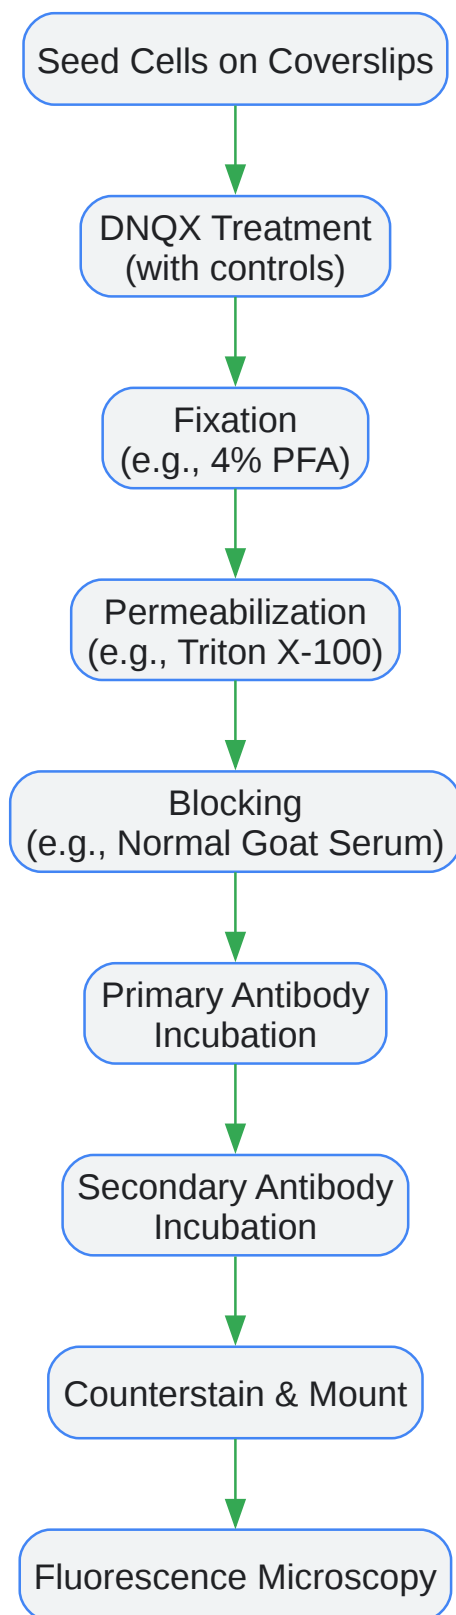 Seed Cells on Coverslips
DNQX Treatment
(with controls)
Fixation
(e.g., 4% PFA)
Permeabilization
(e.g., Triton X-100)
Blocking
(e.g., Normal Goat Serum)
Primary Antibody
Incubation
Secondary Antibody
Incubation
Counterstain & Mount
Fluorescence Microscopy